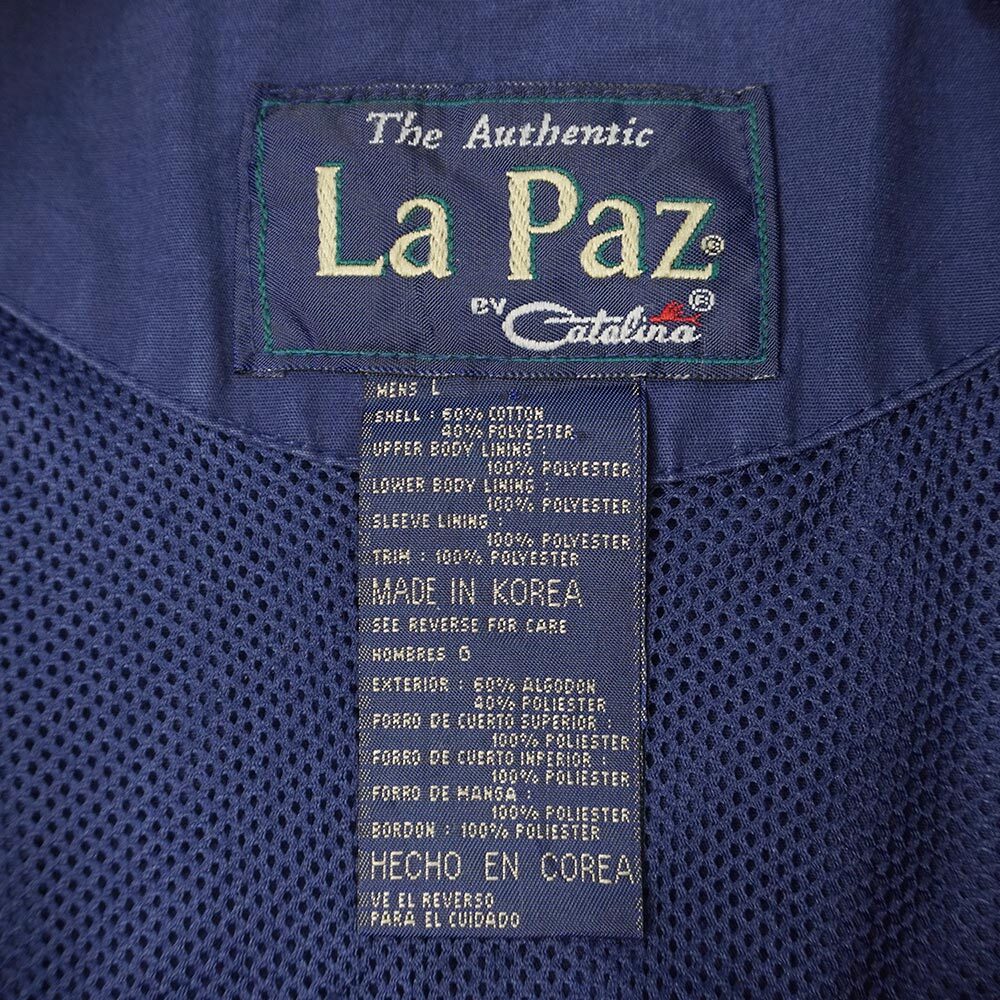 The Authentic
La Paz®
BY Catalina®
MENS L
SHELL : 60% COTTON
40% POLYESTER
UPPER BODY LINING :
100% POLYESTER
LOWER BODY LINING :
100% POLYESTER
SLEEVE LINING :
100% POLYESTER
TRIM : 100% POLYESTER
MADE IN KOREA
SEE REVERSE FOR CARE
HOMBRES G
EXTERIOR : 60% ALGODON
40% POLYESTER
FORRO DE CUERTO SUPERIOR :
100% POLIESTER
FORRO DE CUERTO INFERIOR :
100% POLIESTER
FORRO DE MANGA :
100% POLIESTER
BORDON : 100% POLIESTER
HECHO EN COREA
VE EL REVERSO
PARA EL CUIDADO